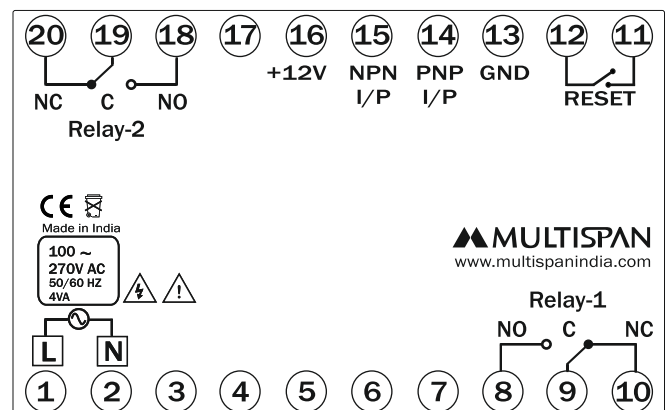 20 19 18 17 16 15 14 13 12 11
+12V NPN PNP GND
I/P I/P
RESET
NC C NO
Relay-2
CE
Made in India
100 ~
270V AC
50/60 HZ
4VA
L N
MULTISPAN
www.multispanindia.com
Relay-1
NO C NC
1 2 3 4 5 6 7 8 9 10